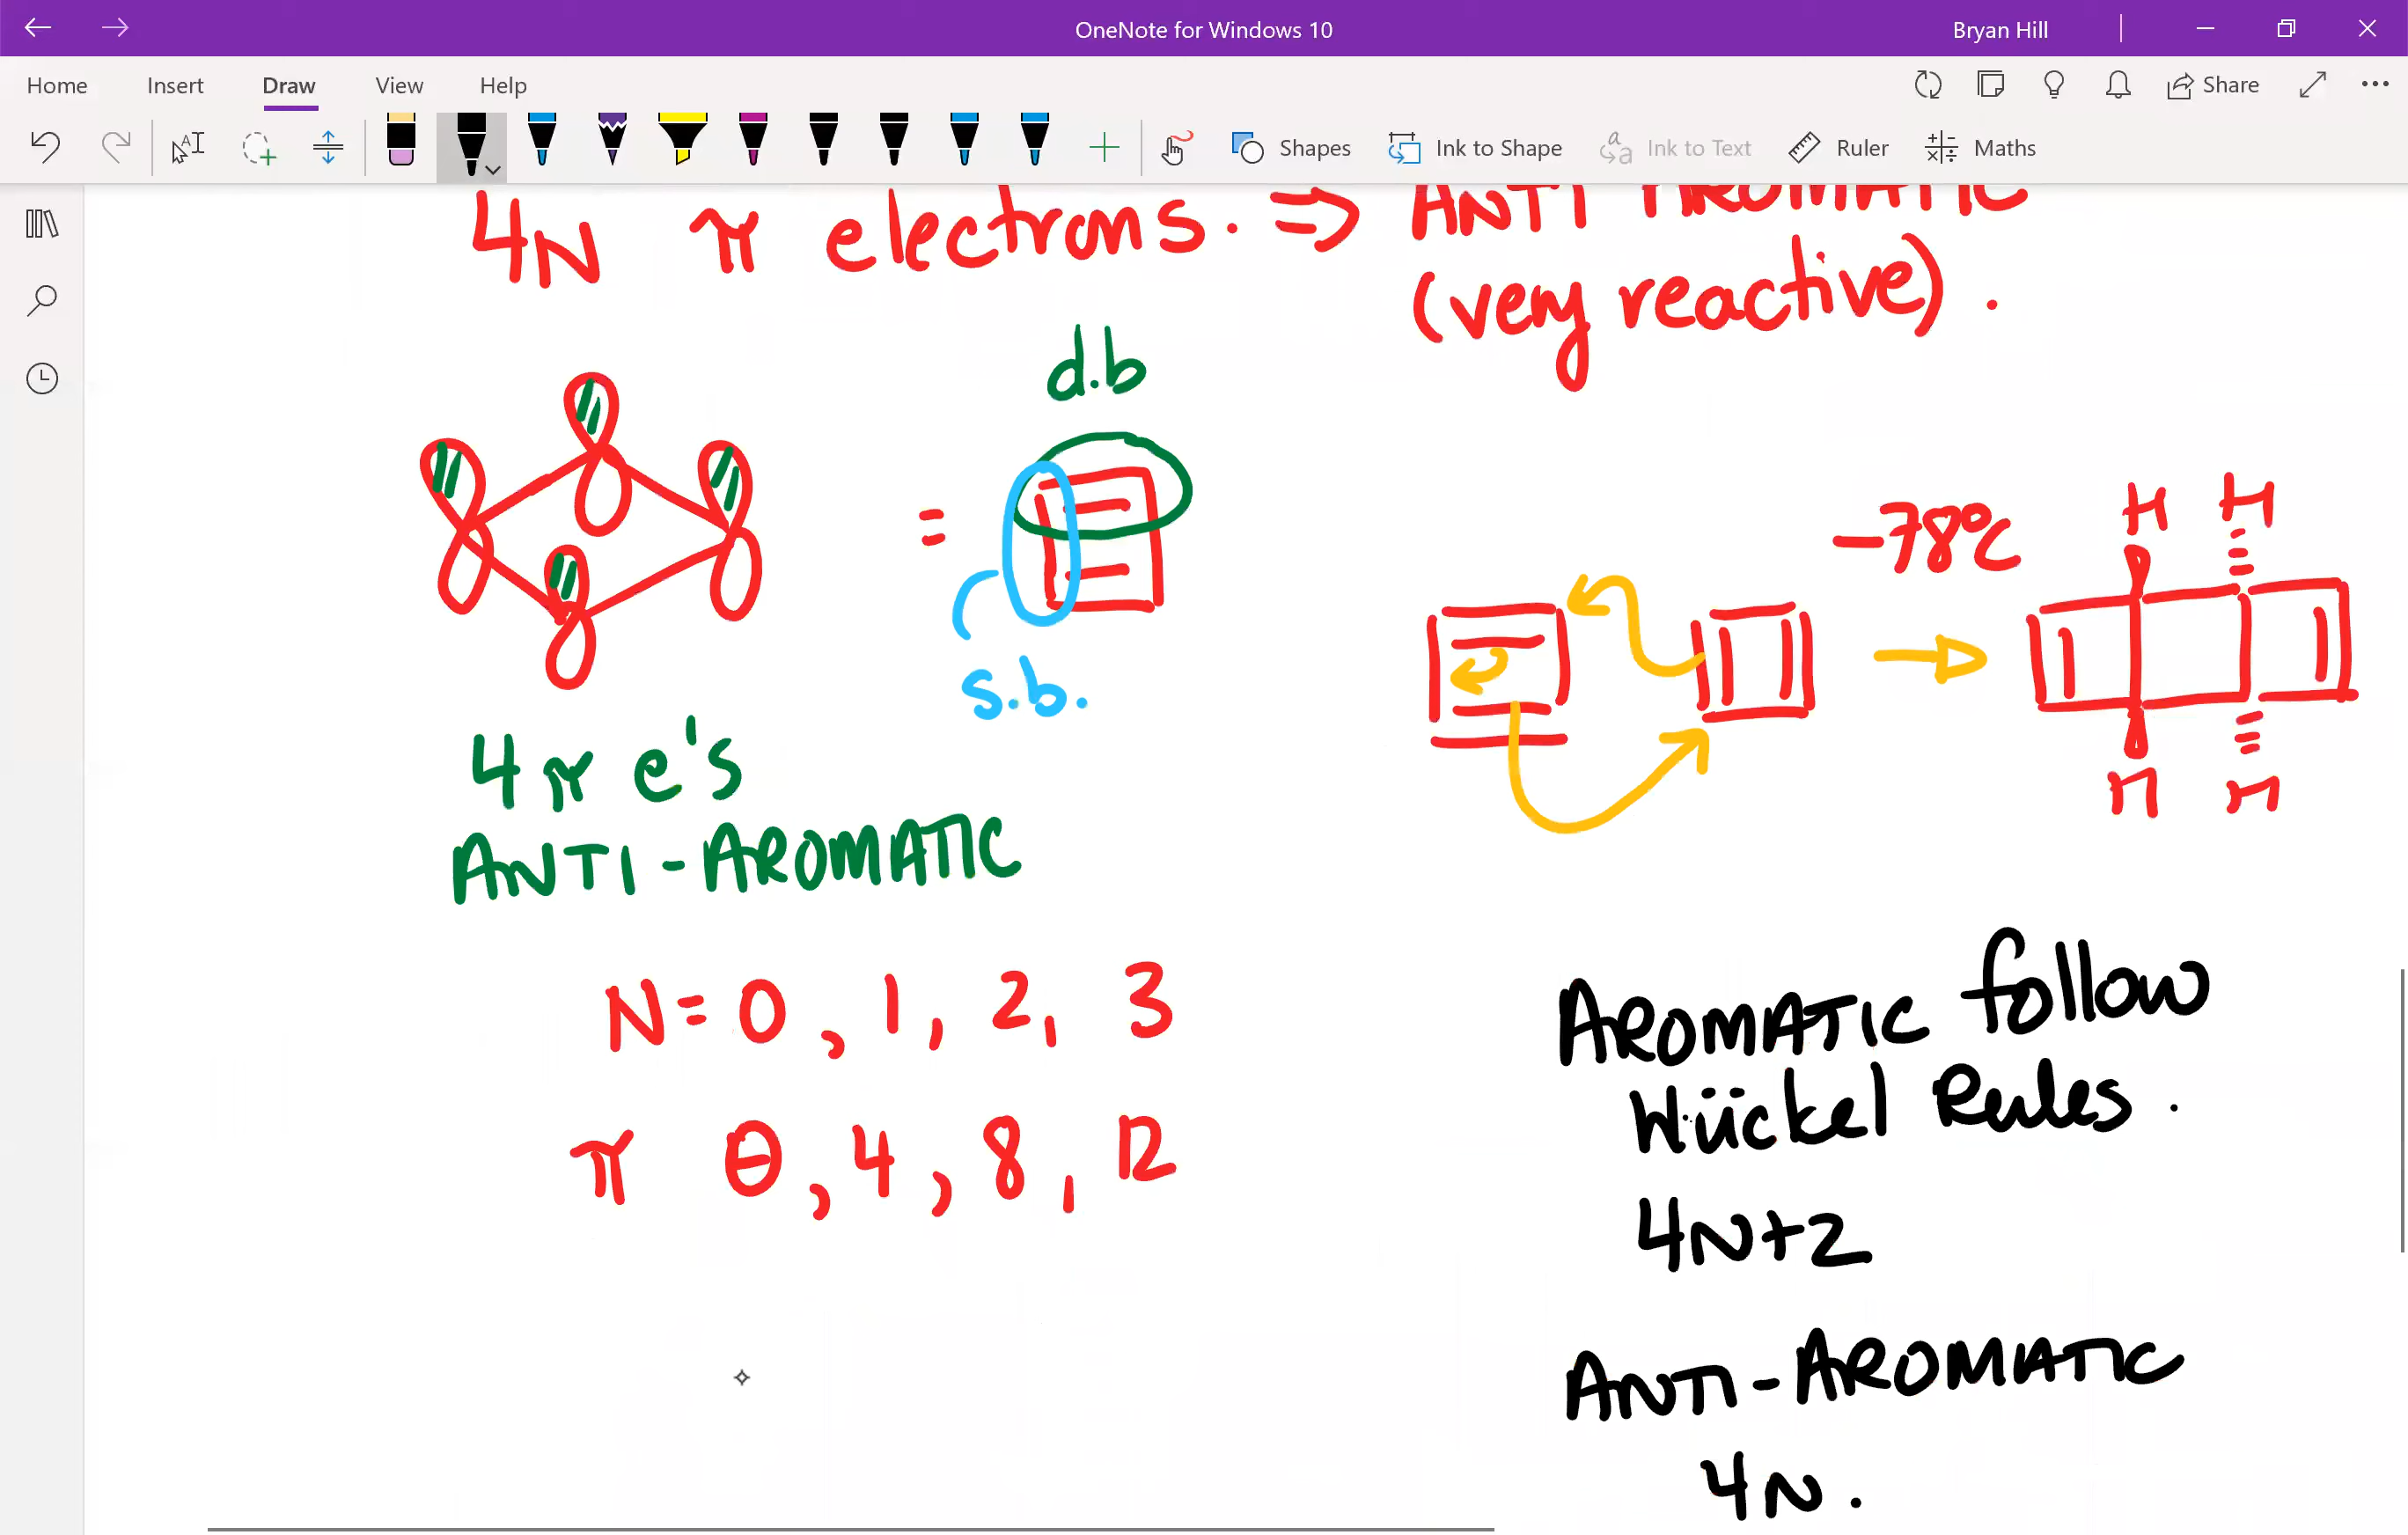 OneNote for Windows 10
Bryan Hill
Home Insert Draw View Help
Share
Shapes Ink to Shape Ink to Text Ruler Maths
4N π electrons. ⇒ ANTI AROMATIC
(very reactive).
d.b
=
s.b.
-78°C
H H
H H
4 π e's
ANTI-AROMATIC
N = 0, 1, 2, 3
π 0, 4, 8, 12
AROMATIC follow
Hückel Rules.
4N+2
ANTI-AROMATIC
4N.